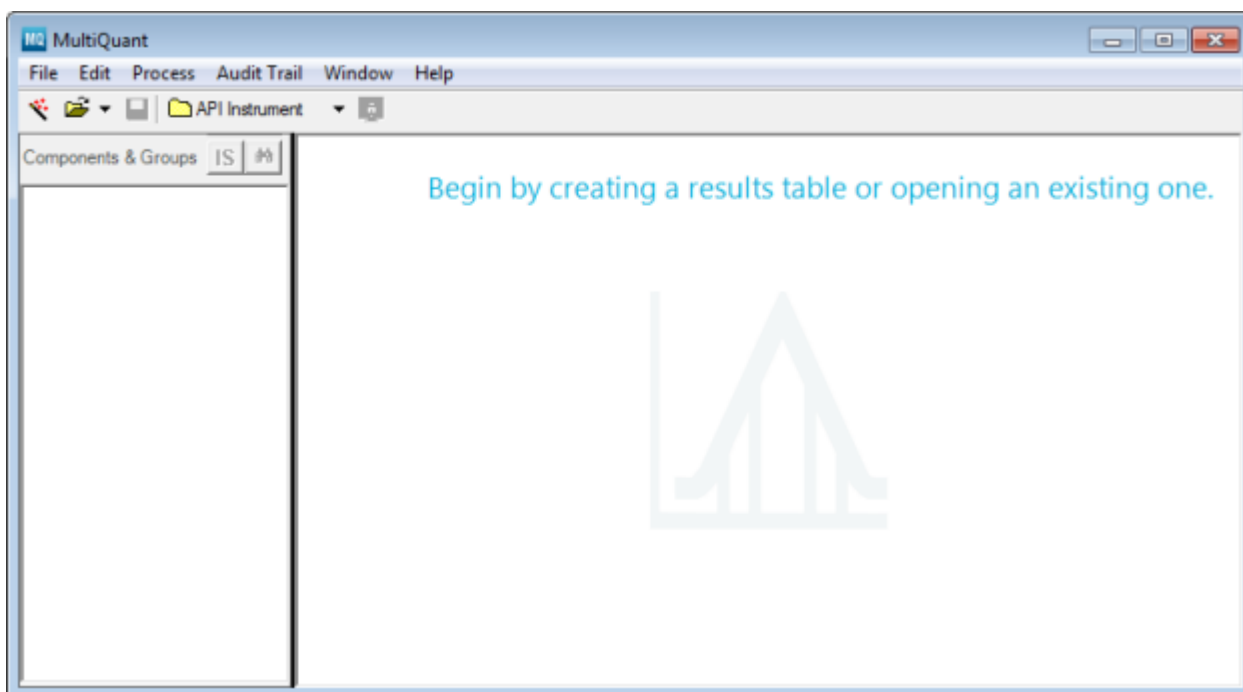 MQ MultiQuant
File Edit Process Audit Trail Window Help
API Instrument
Components & Groups IS
Begin by creating a results table or opening an existing one.